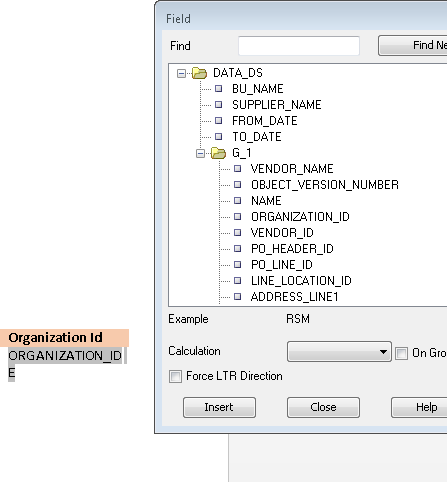 Field
Find
Find Ne
DATA_DS
BU_NAME
SUPPLIER_NAME
FROM_DATE
TO_DATE
G_1
VENDOR_NAME
OBJECT_VERSION_NUMBER
NAME
ORGANIZATION_ID
VENDOR_ID
PO_HEADER_ID
PO_LINE_ID
LINE_LOCATION_ID
ADDRESS_LINE1
Example RSM
Calculation On Gro
Force LTR Direction
Insert Close Help
Organization Id
ORGANIZATION_ID
E